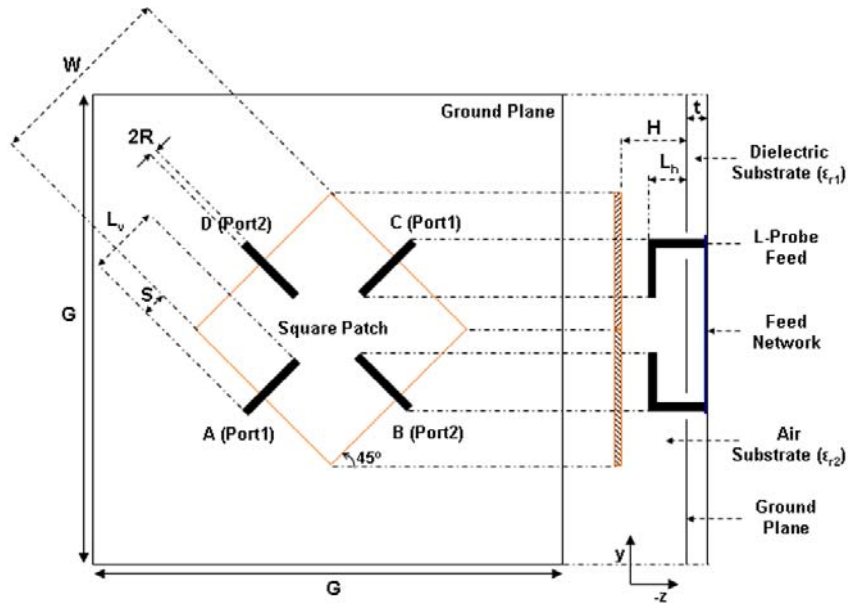 W
Ground Plane
t
2R
H
Dielectric
Substrate (εr1)
Lh
Lv
D (Port2)
C (Port1)
L-Probe
Feed
S
G
Square Patch
Feed
Network
A (Port1)
B (Port2)
Air
Substrate (εr2)
45º
Ground
Plane
y
G
-z